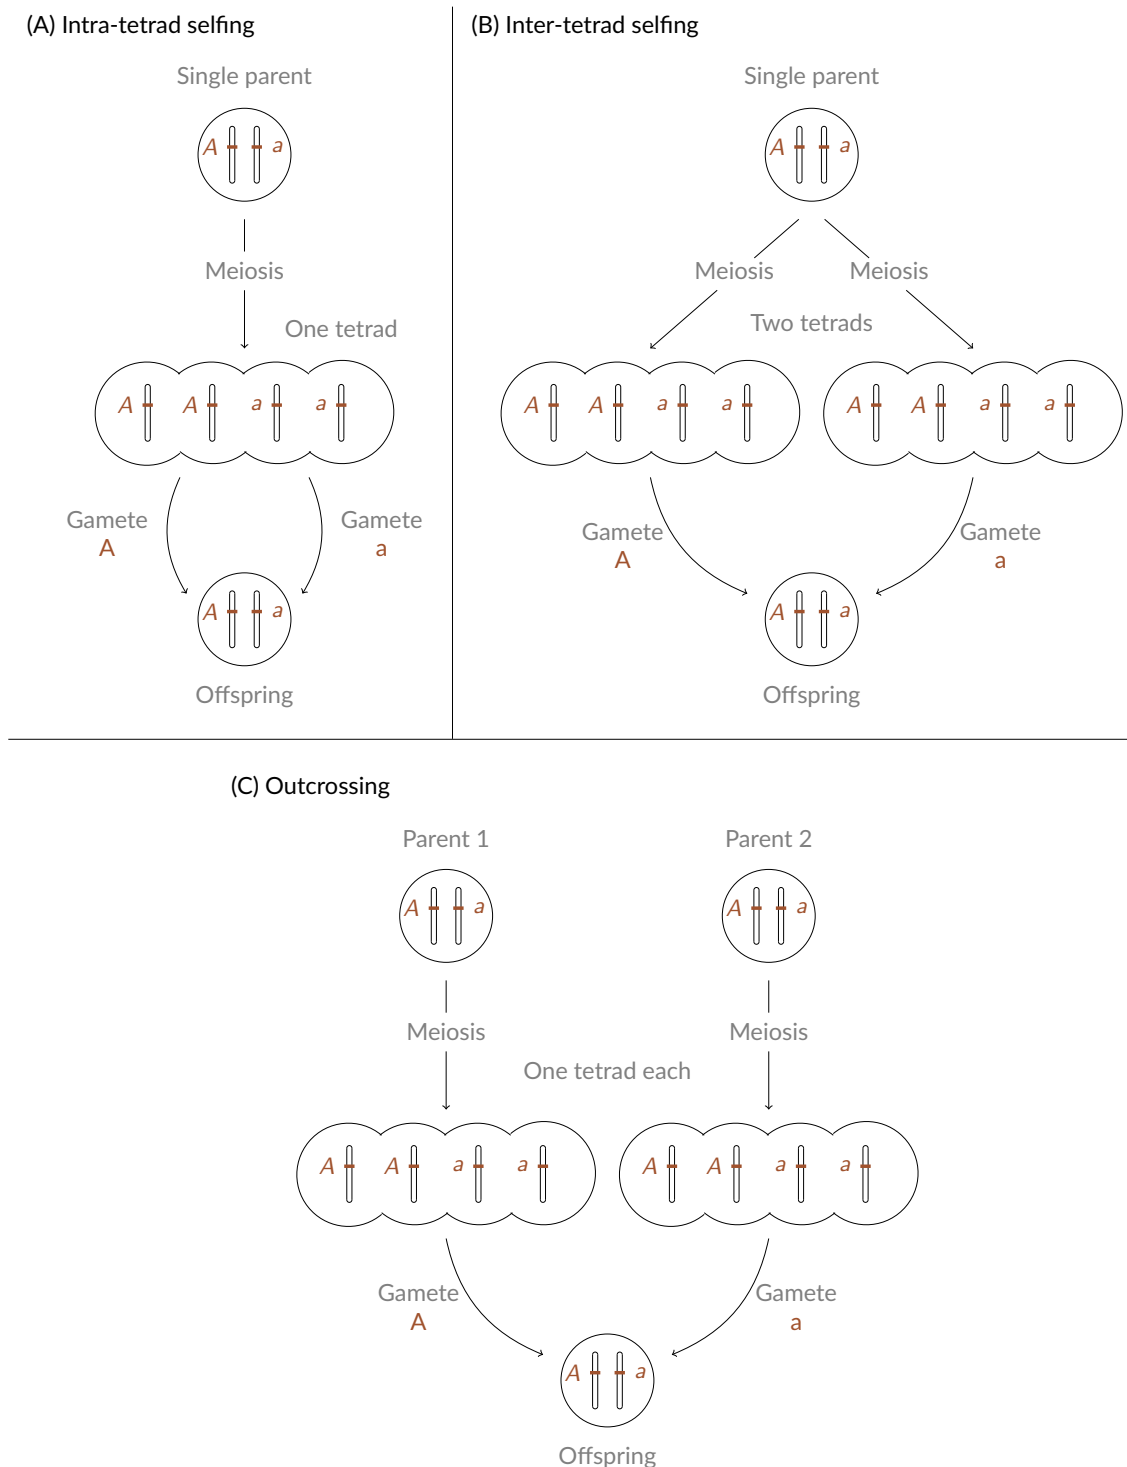 (A) Intra-tetrad selfing
Single parent
A a
Meiosis
One tetrad
A A a a
Gamete
A
Gamete
a
A a
Offspring
(B) Inter-tetrad selfing
Single parent
A a
Meiosis Meiosis
Two tetrads
A A a a A A a a
Gamete
A
Gamete
a
A a
Offspring
(C) Outcrossing
Parent 1 Parent 2
A a A a
Meiosis Meiosis
One tetrad each
A A a a A A a a
Gamete
A
Gamete
a
A a
Offspring